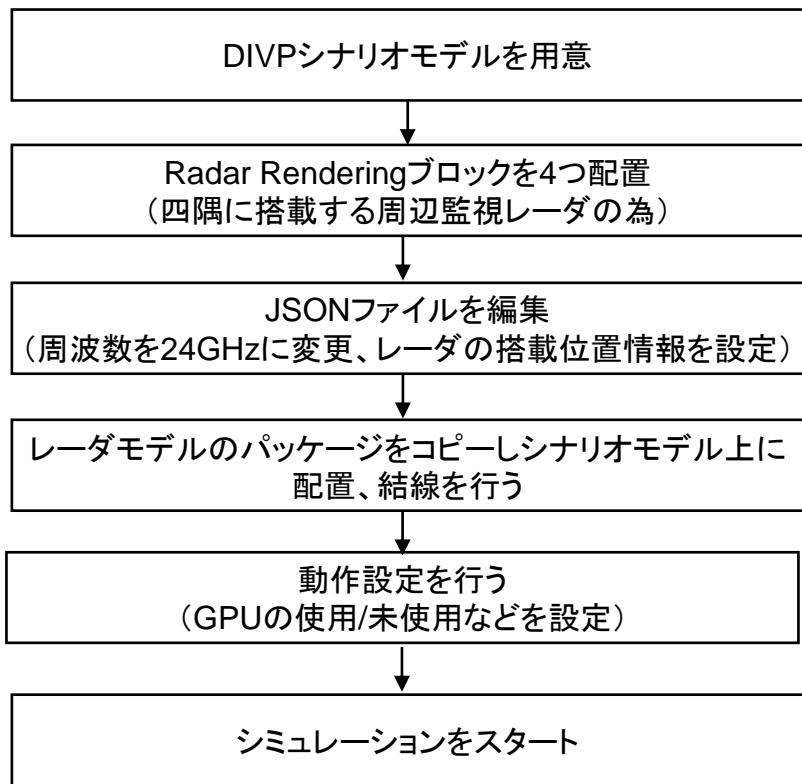 DIVPシナリオモデルを用意
Radar Renderingブロックを4つ配置
（四隅に搭載する周辺監視レーダの為）
JSONファイルを編集
（周波数を24GHzに変更、レーダの搭載位置情報を設定）
レーダモデルのパッケージをコピーしシナリオモデル上に
配置、結線を行う
動作設定を行う
（GPUの使用/未使用などを設定）
シミュレーションをスタート